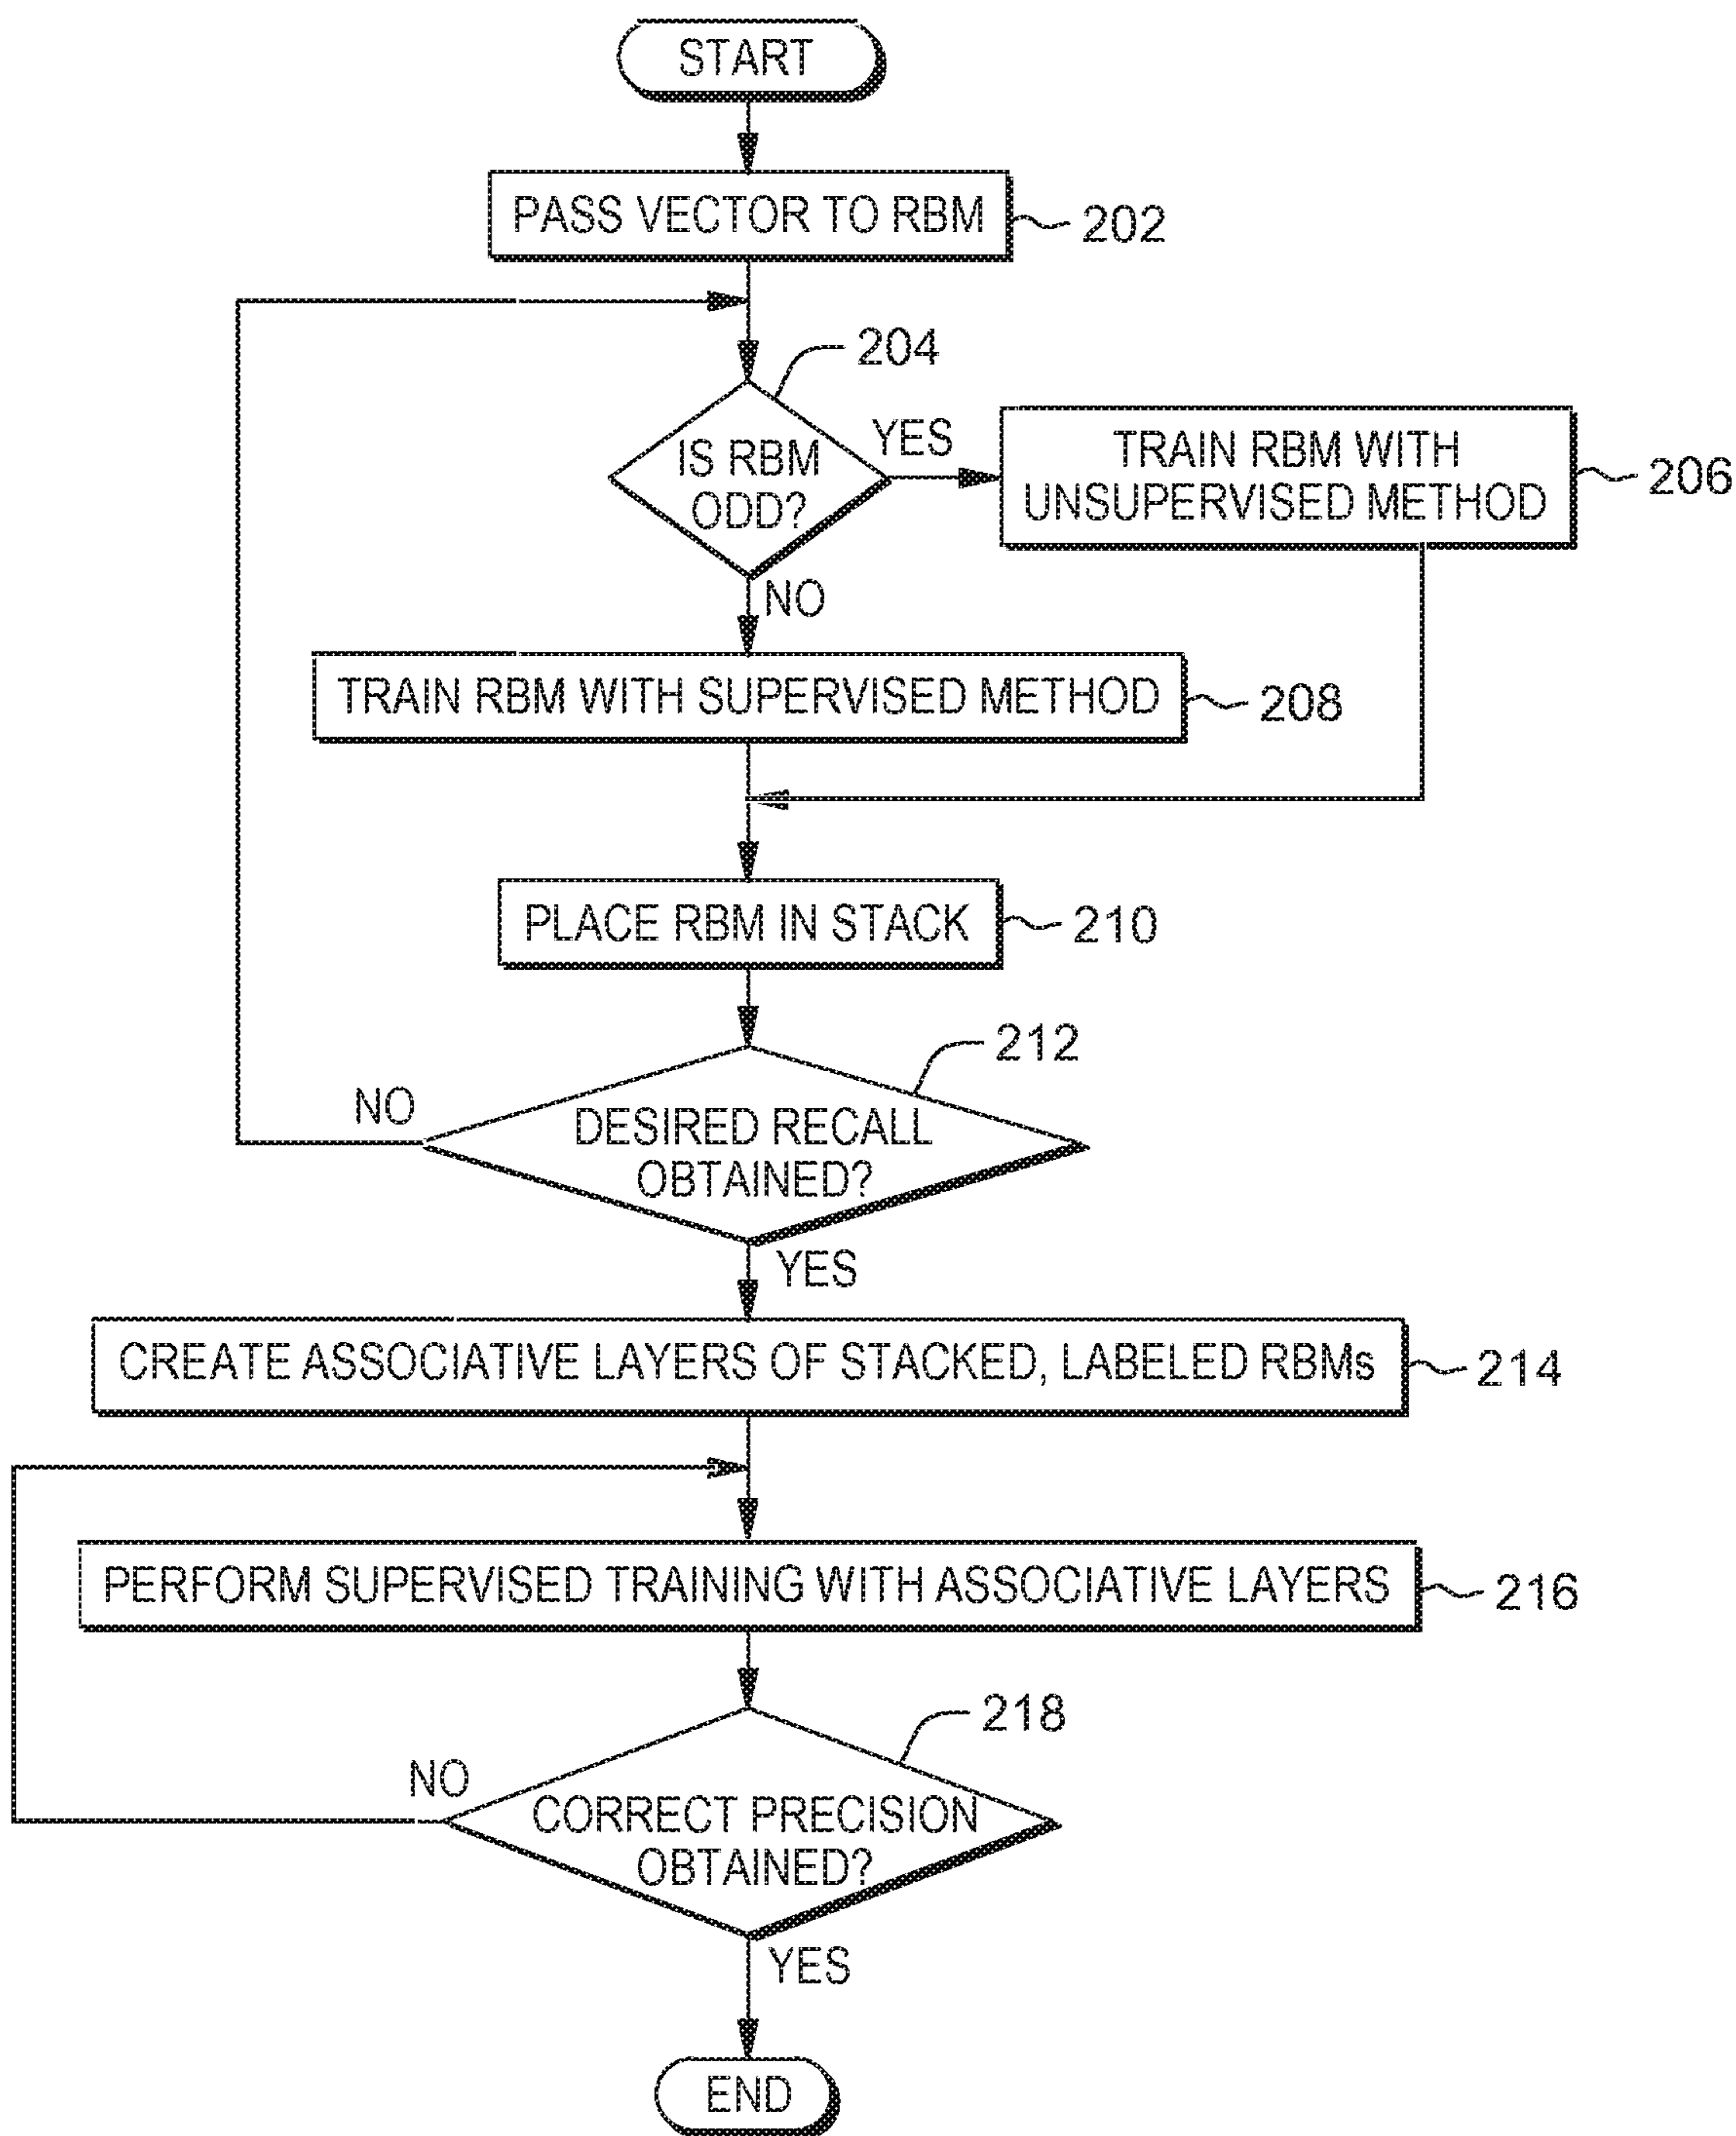 START
PASS VECTOR TO RBM
202
204
IS RBM
ODD?
YES
TRAIN RBM WITH
UNSUPERVISED METHOD
206
NO
TRAIN RBM WITH SUPERVISED METHOD
208
PLACE RBM IN STACK
210
212
NO
DESIRED RECALL
OBTAINED?
YES
CREATE ASSOCIATIVE LAYERS OF STACKED, LABELED RBMs
214
PERFORM SUPERVISED TRAINING WITH ASSOCIATIVE LAYERS
216
218
NO
CORRECT PRECISION
OBTAINED?
YES
END